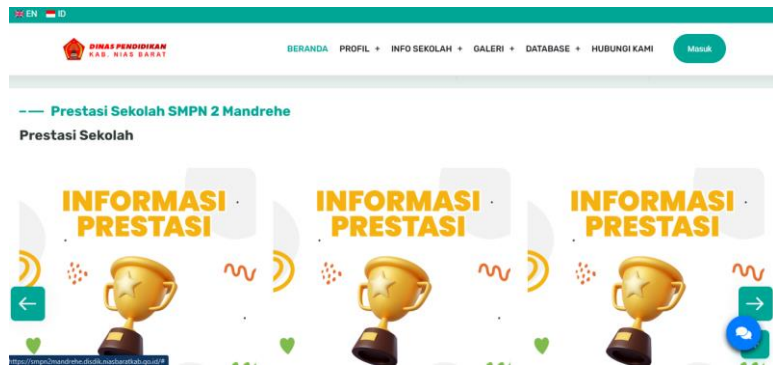 EN ID
DINAS PENDIDIKAN
KAB. NIAS BARAT
BERANDA PROFIL + INFO SEKOLAH + GALERI + DATABASE + HUBUNGI KAMI Masuk
Prestasi Sekolah SMPN 2 Mandrehe
Prestasi Sekolah
INFORMASI
PRESTASI
INFORMASI
PRESTASI
INFORMASI
PRESTASI
https://smpn2mandrehe.disdik.niasbaratkab.go.id/#